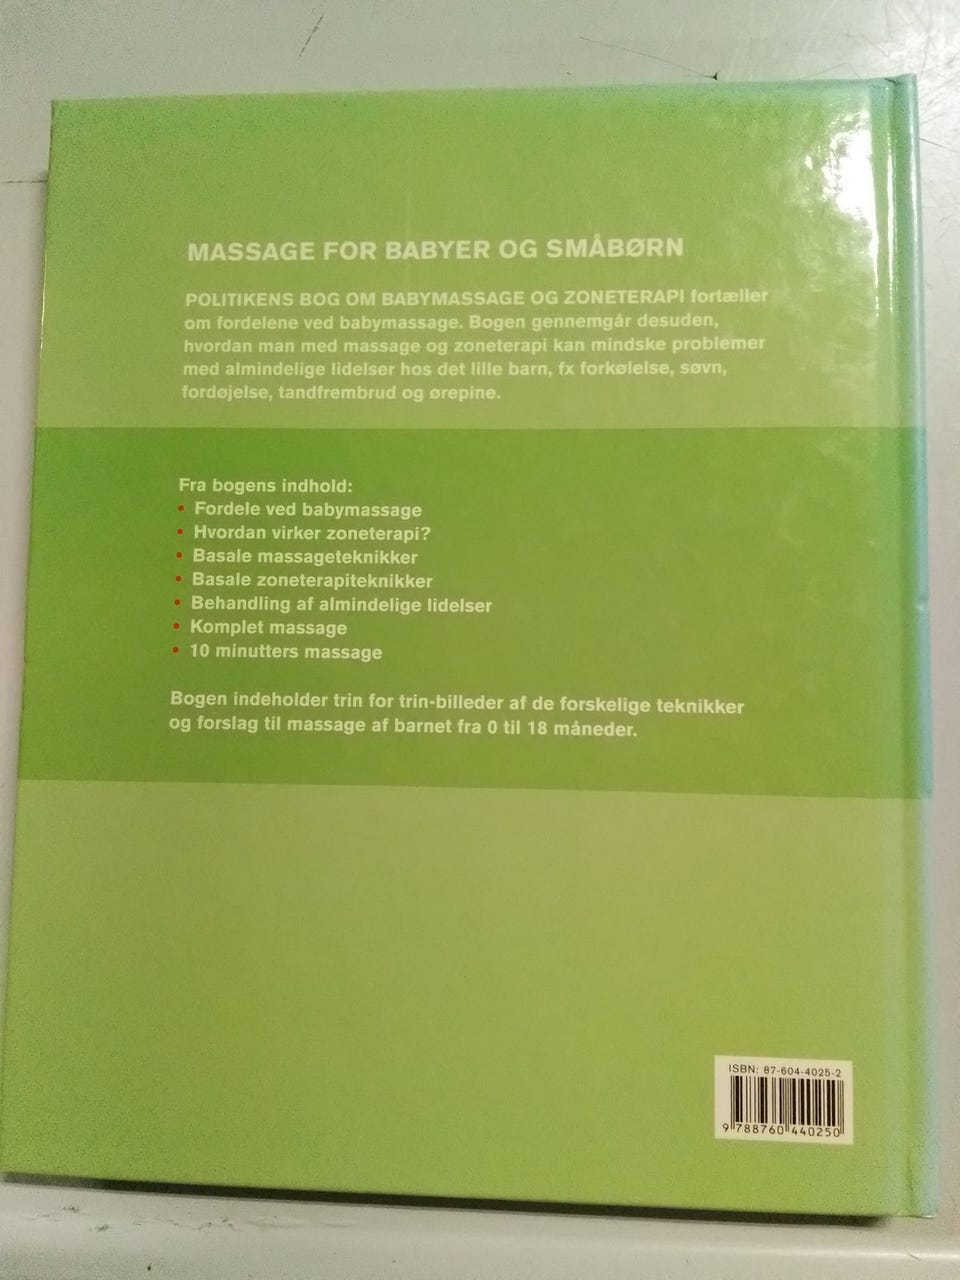 MASSAGE FOR BABYER OG SMÅBØRN
POLITIKENS BOG OM BABYMASSAGE OG ZONETERAPI fortæller
om fordelene ved babymassage. Bogen gennemgår desuden,
hvordan man med massage og zoneterapi kan mindske problemer
med almindelige lidelser hos det lille barn, fx forkølelse, søvn,
fordøjelse, tandfrembrud og ørepine.
Fra bogens indhold:
• Fordele ved babymassage
• Hvordan virker zoneterapi?
• Basale massageteknikker
• Basale zoneterapiteknikker
• Behandling af almindelige lidelser
• Komplet massage
• 10 minutters massage
Bogen indeholder trin for trin-billeder af de forskelige teknikker
og forslag til massage af barnet fra 0 til 18 måneder.
ISBN: 87-604-4025-2
9 788760 440250